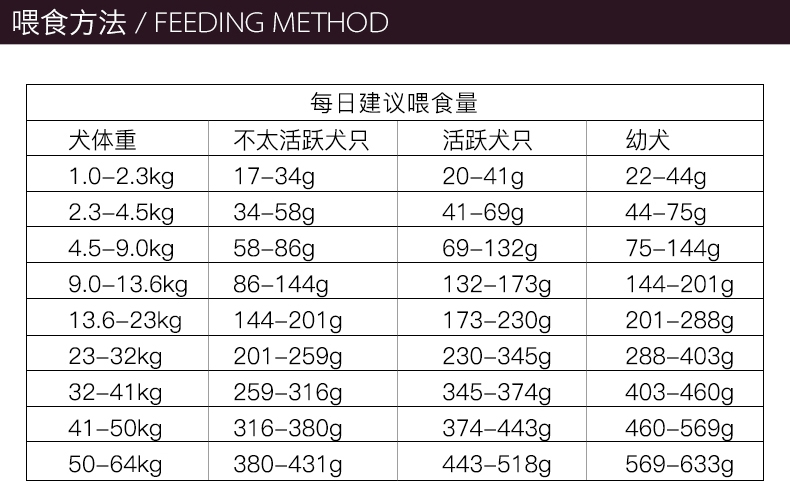 喂食方法 / FEEDING METHOD
每日建议喂食量
犬体重 不太活跃犬只 活跃犬只 幼犬
1.0–2.3kg 17–34g 20–41g 22–44g
2.3–4.5kg 34–58g 41–69g 44–75g
4.5–9.0kg 58–86g 69–132g 75–144g
9.0–13.6kg 86–144g 132–173g 144–201g
13.6–23kg 144–201g 173–230g 201–288g
23–32kg 201–259g 230–345g 288–403g
32–41kg 259–316g 345–374g 403–460g
41–50kg 316–380g 374–443g 460–569g
50–64kg 380–431g 443–518g 569–633g